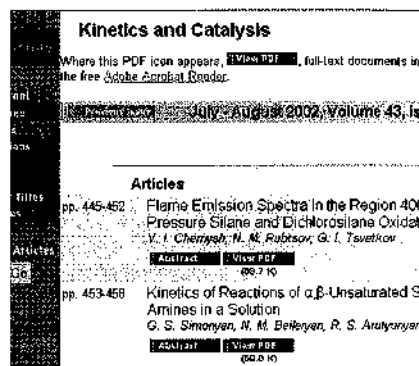 Kinetics and Catalysis
Where this PDF icon appears, View PDF, full-text documents in
the free Adobe Acrobat Reader.
July - August 2002, Volume 43, Is
Articles
Titles
pp. 445-452 Flame Emission Spectra in the Region 400
Pressure Silane and Dichlorosilane Oxidat
V. I. Chernysh, N. M. Rubtsov, G. I. Tsvetkov
Articles
Abstract View PDF
Go
pp. 453-458 Kinetics of Reactions of α,β-Unsaturated S
Amines in a Solution
G. S. Simonyan, N. M. Beileryan, R. S. Arutyunyan
Abstract View PDF